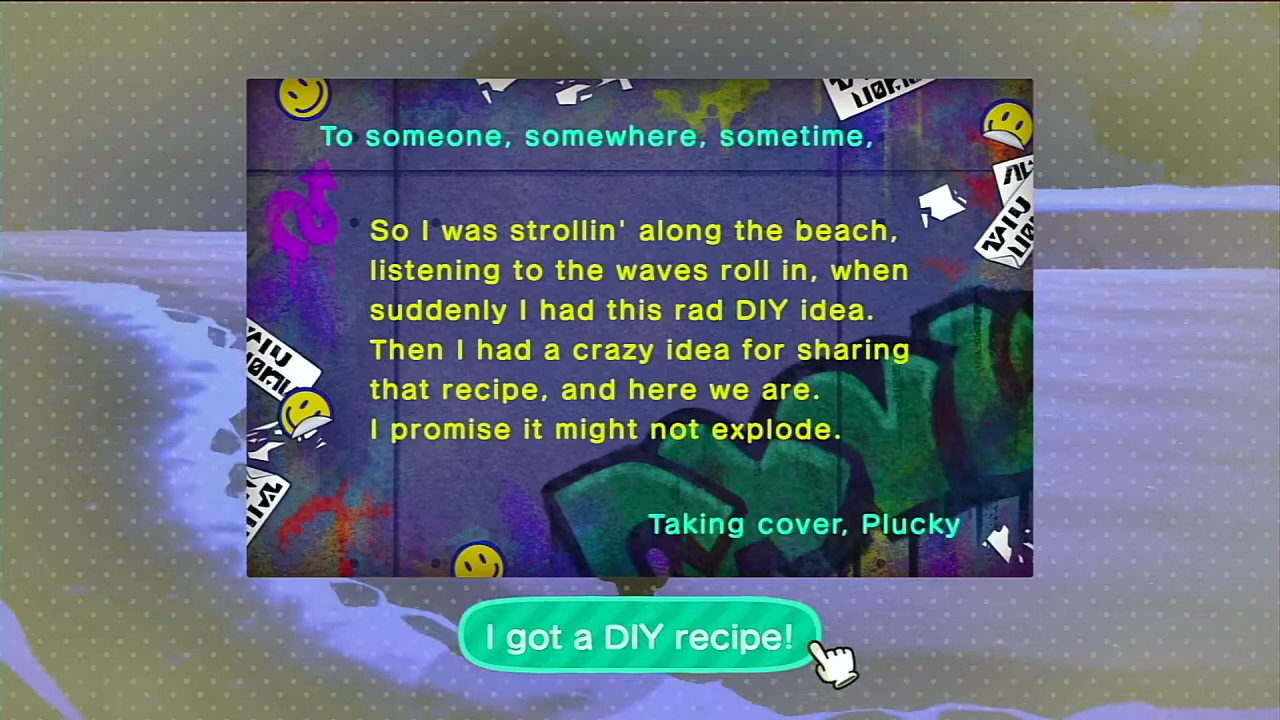 To someone, somewhere, sometime,
So I was strollin' along the beach,
listening to the waves roll in, when
suddenly I had this rad DIY idea.
Then I had a crazy idea for sharing
that recipe, and here we are.
I promise it might not explode.
Taking cover, Plucky
I got a DIY recipe!